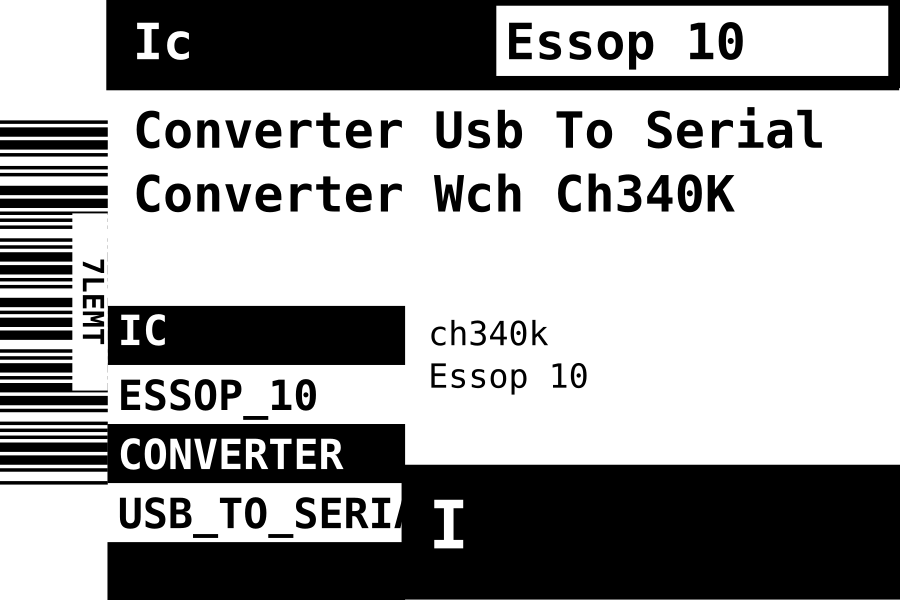 Ic
Essop 10
Converter Usb To Serial
Converter Wch Ch340K
7LEMT
IC
ESSOP_10
CONVERTER
USB_TO_SERIA
ch340k
Essop 10
I